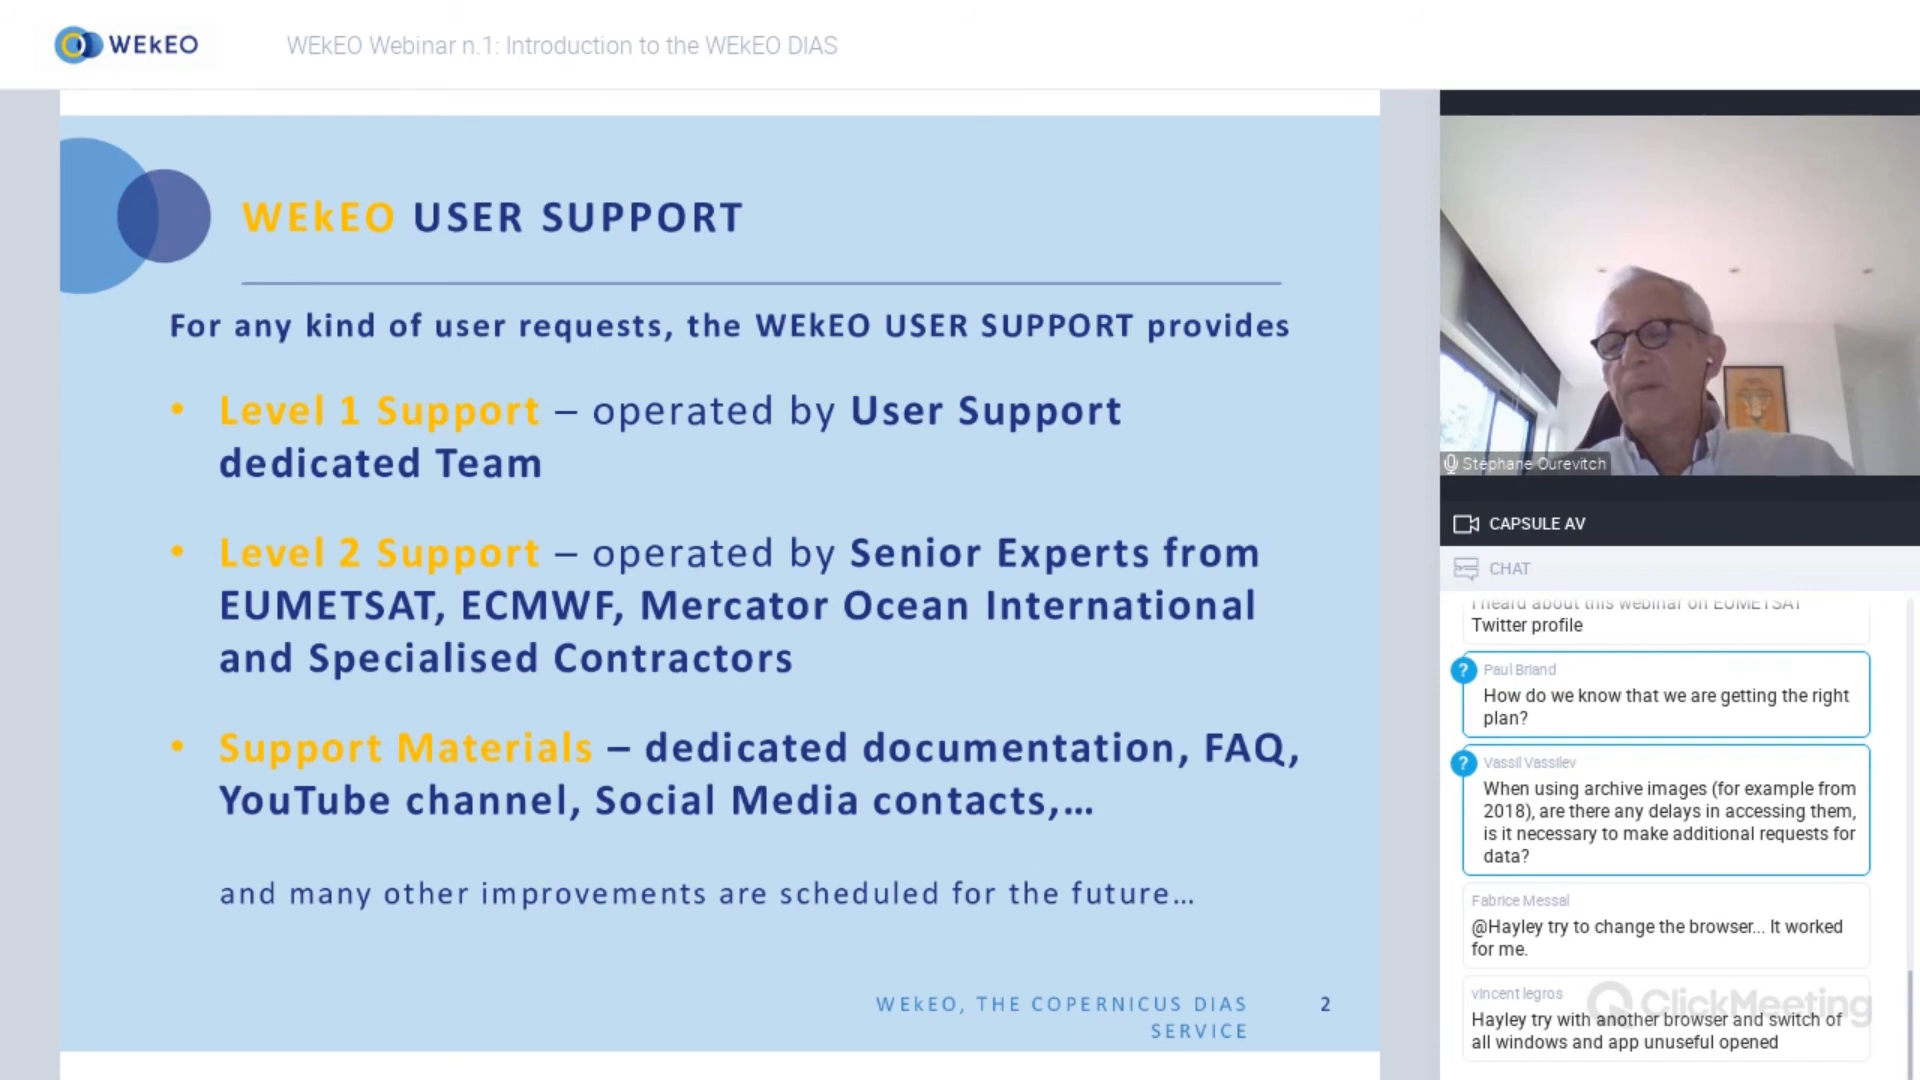 WEkEO
WEkEO Webinar n.1: Introduction to the WEkEO DIAS
WEkEO USER SUPPORT
For any kind of user requests, the WEkEO USER SUPPORT provides
• Level 1 Support – operated by User Support
dedicated Team
• Level 2 Support – operated by Senior Experts from
EUMETSAT, ECMWF, Mercator Ocean International
and Specialised Contractors
• Support Materials – dedicated documentation, FAQ,
YouTube channel, Social Media contacts,...
and many other improvements are scheduled for the future...
WEkEO, THE COPERNICUS DIAS
SERVICE
2
Stéphane Ourevitch
CAPSULE AV
CHAT
I heard about this webinar on EUMETSAT
Twitter profile
?
Paul Briand
How do we know that we are getting the right
plan?
?
Vassil Vassilev
When using archive images (for example from
2018), are there any delays in accessing them,
is it necessary to make additional requests for
data?
Fabrice Messal
@Hayley try to change the browser... It worked
for me.
vincent legros
Hayley try with another browser and switch of
all windows and app unuseful opened
ClickMeeting